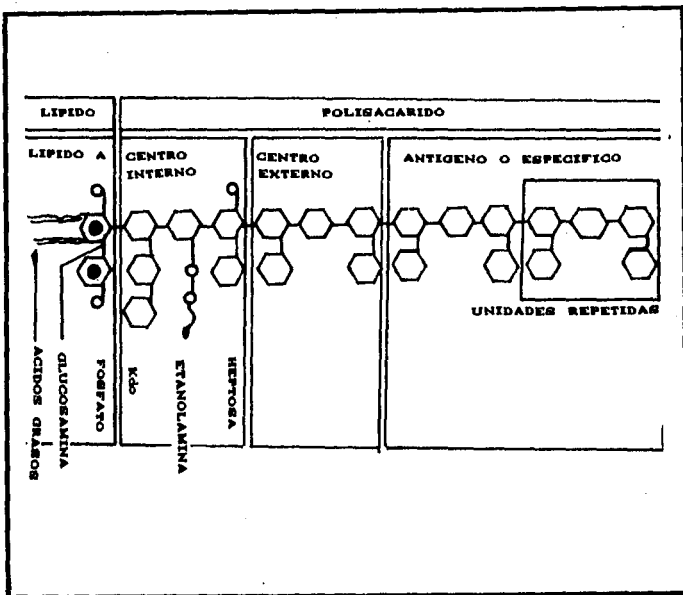 LIPIDO
POLISACARIDO
LIPIDO A
CENTRO
INTERNO
CENTRO
EXTERNO
ANTIGENO O ESPECIFICO
UNIDADES REPETIDAS
ACIDOS GRASOS
GLUCOSAMINA
FOSFATO
Kdo
ETANOLAMINA
HEPTOSA